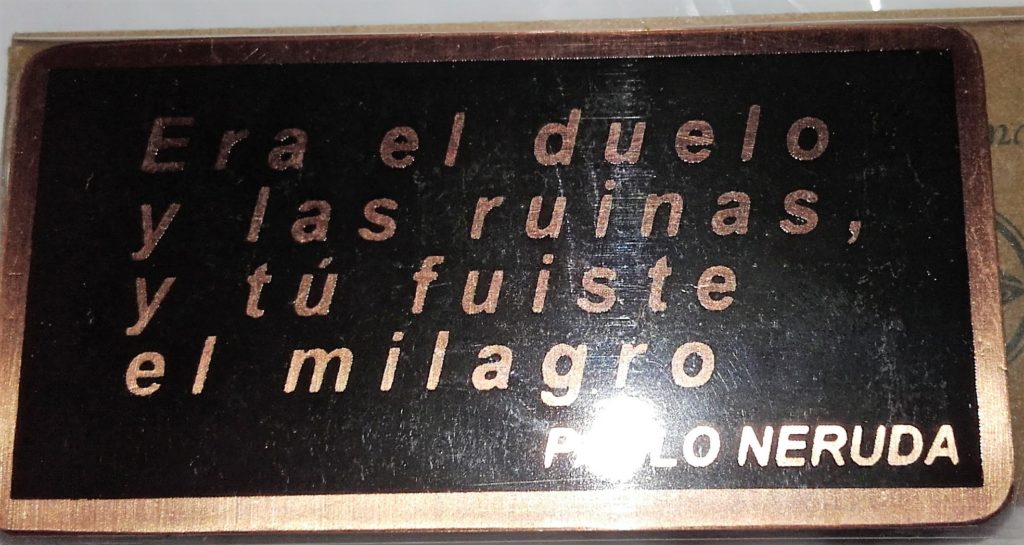 Era el duelo
y las ruinas,
y tú fuiste
el milagro
NERUDA